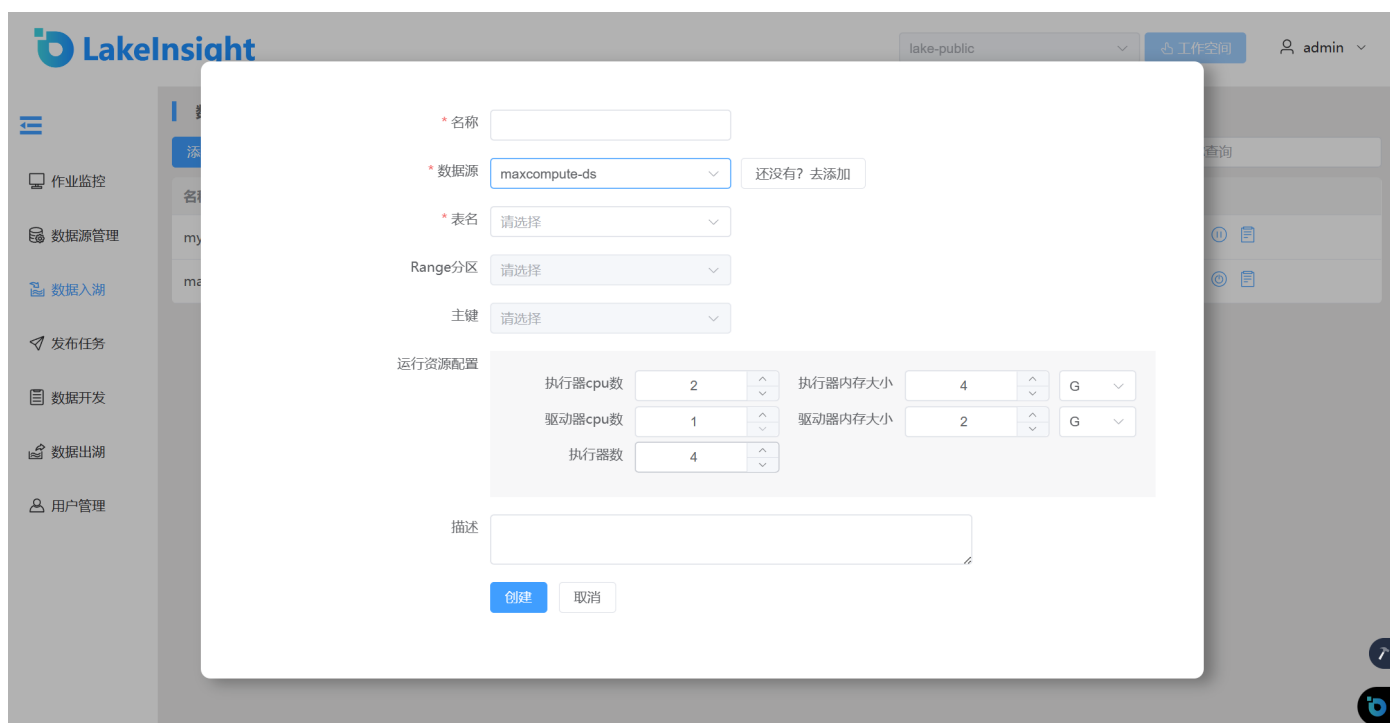 LakeInsight
lake-public
工作空间
admin
作业监控
数据源管理
数据入湖
发布任务
数据开发
数据出湖
用户管理
查询
my
ma
* 名称
* 数据源
maxcompute-ds
还没有？去添加
* 表名
请选择
Range分区
请选择
主键
请选择
运行资源配置
执行器cpu数
2
执行器内存大小
4
G
驱动器cpu数
1
驱动器内存大小
2
G
执行器数
4
描述
创建
取消